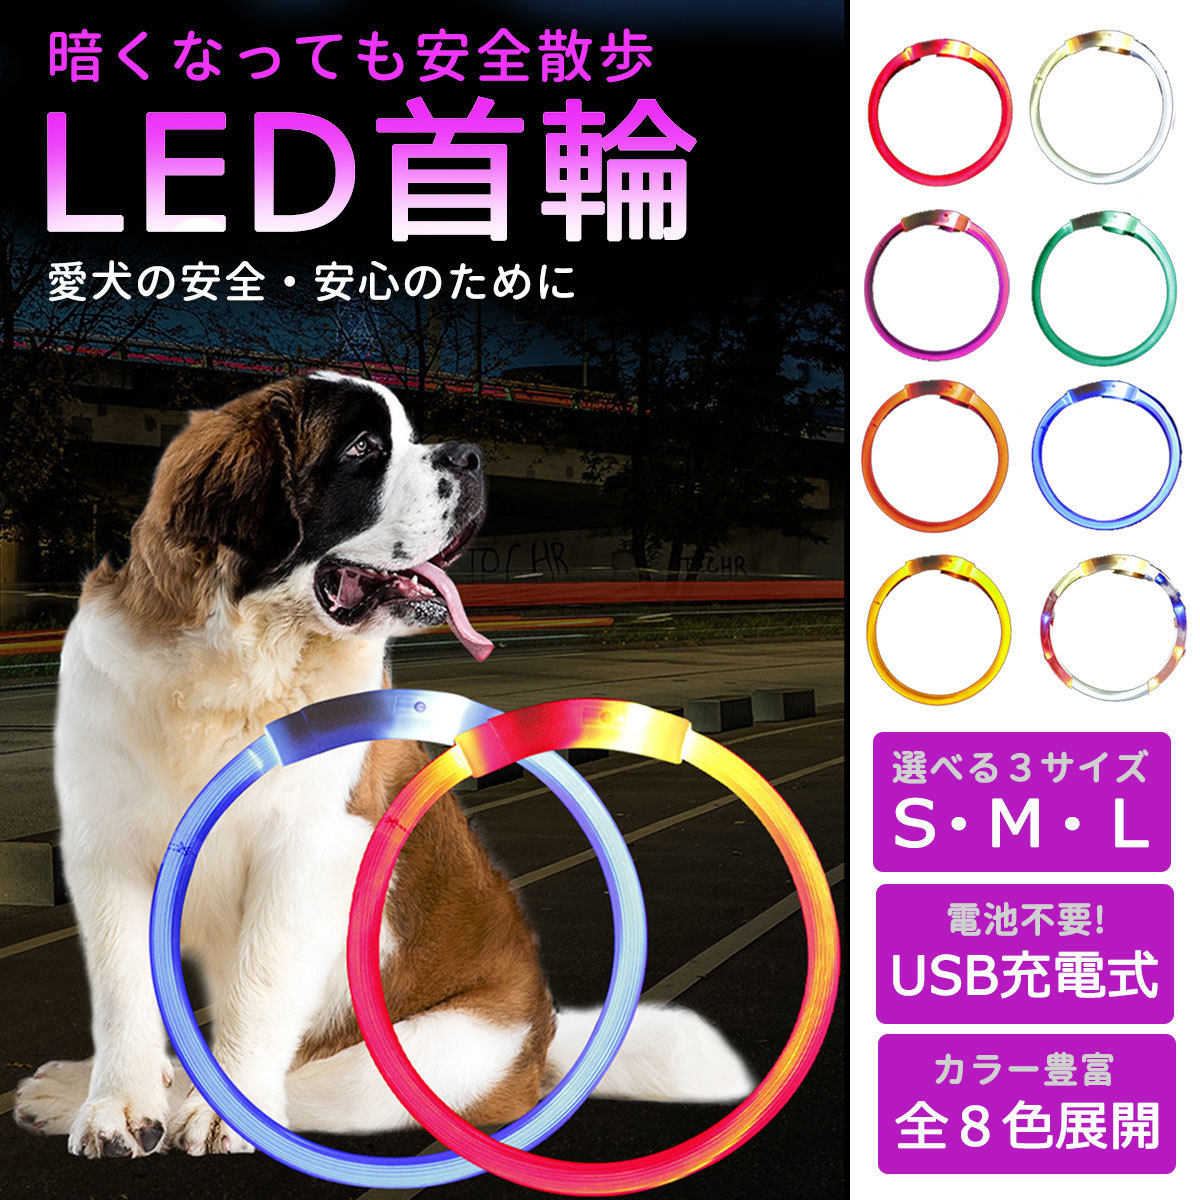 暗くなっても安全散歩
LED首輪
愛犬の安全・安心のために
TOCHR
選べる３サイズ
S・M・L
電池不要!
USB充電式
カラー豊富
全８色展開